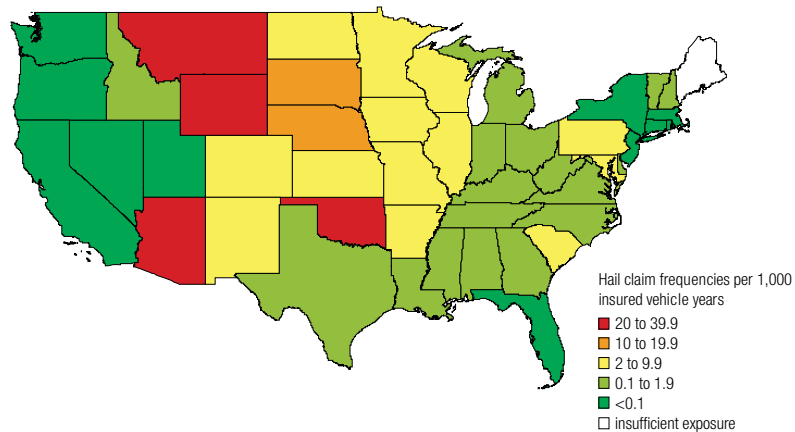 Hail claim frequencies per 1,000
insured vehicle years
20 to 39.9
10 to 19.9
2 to 9.9
0.1 to 1.9
<0.1
insufficient exposure